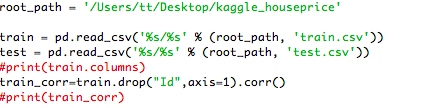 root_path = '/Users/tt/Desktop/kaggle_houseprice'
train = pd.read_csv('%s/%s' % (root_path, 'train.csv'))
test = pd.read_csv('%s/%s' % (root_path, 'test.csv'))
#print(train.columns)
train_corr=train.drop("Id",axis=1).corr()
#print(train_corr)